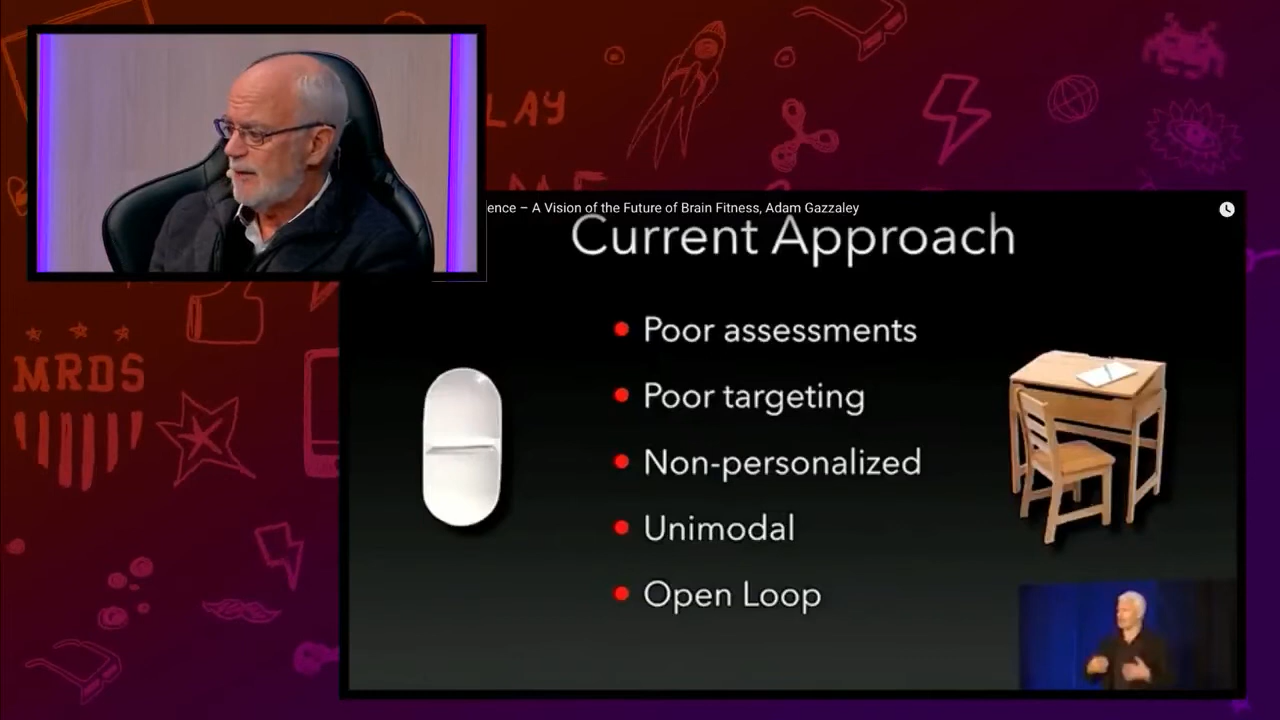 LAY
ence – A Vision of the Future of Brain Fitness, Adam Gazzaley
Current Approach
Poor assessments
Poor targeting
Non-personalized
Unimodal
Open Loop
MRDS